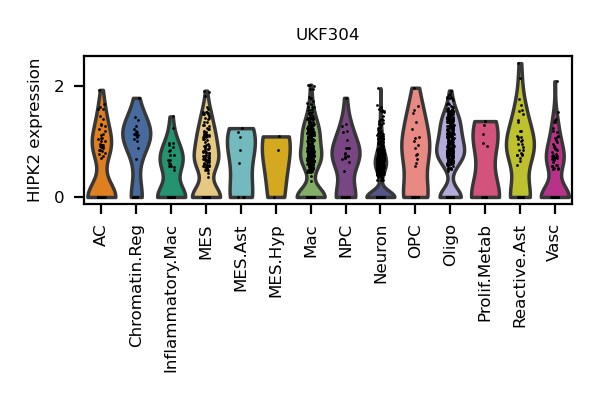 UKF304
HIPK2 expression
2
0
AC
Chromatin.Reg
Inflammatory.Mac
MES
MES.Ast
MES.Hyp
Mac
NPC
Neuron
OPC
Oligo
Prolif.Metab
Reactive.Ast
Vasc